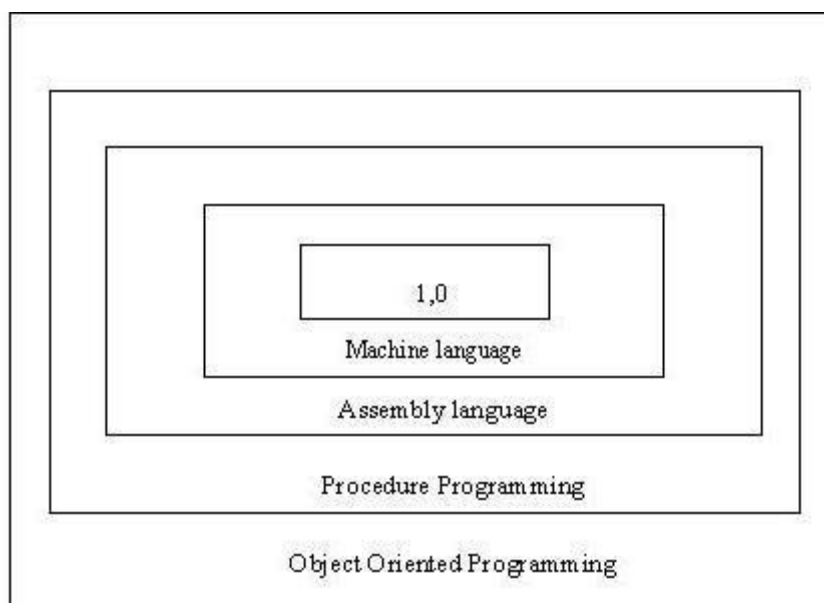 1,0
Machine language
Assembly language
Procedure Programming
Object Oriented Programming